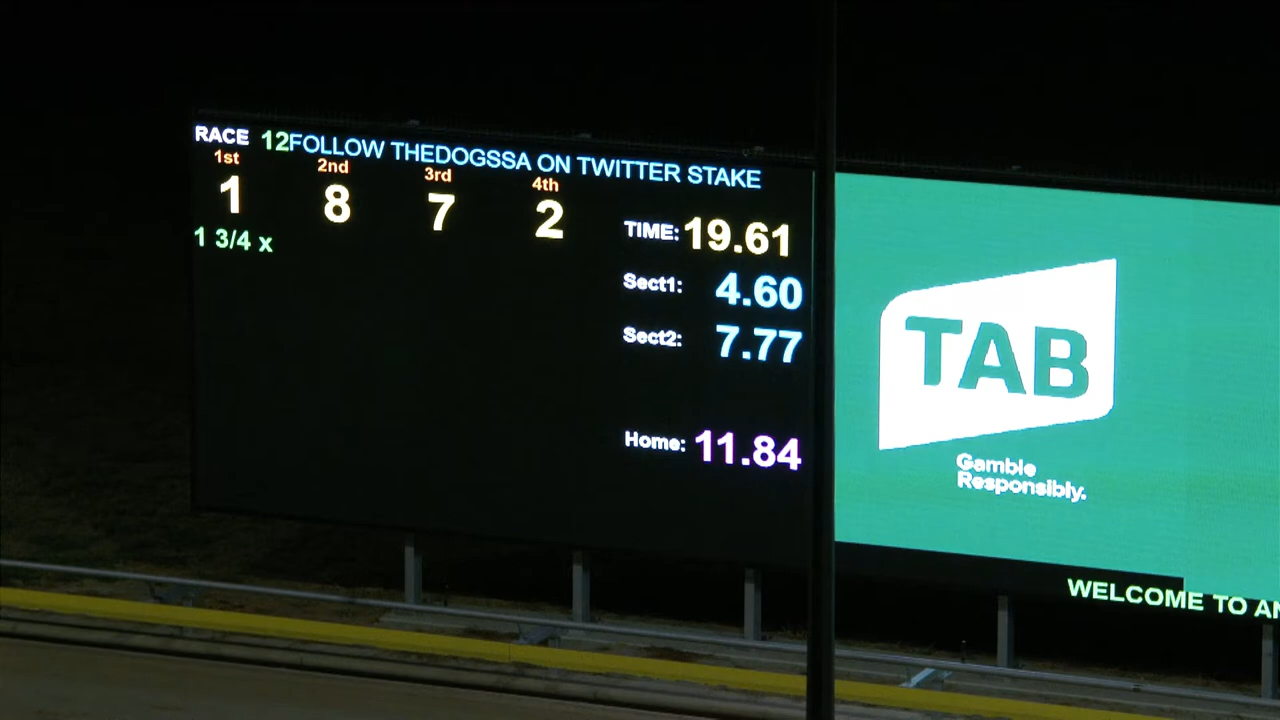 RACE 12FOLLOW THEDOGSSA ON TWITTER STAKE
1st 2nd 3rd 4th
1 8 7 2
1 3/4 x
TIME: 19.61
Sect1: 4.60
Sect2: 7.77
Home: 11.84
TAB
Gamble
Responsibly.
WELCOME TO AN